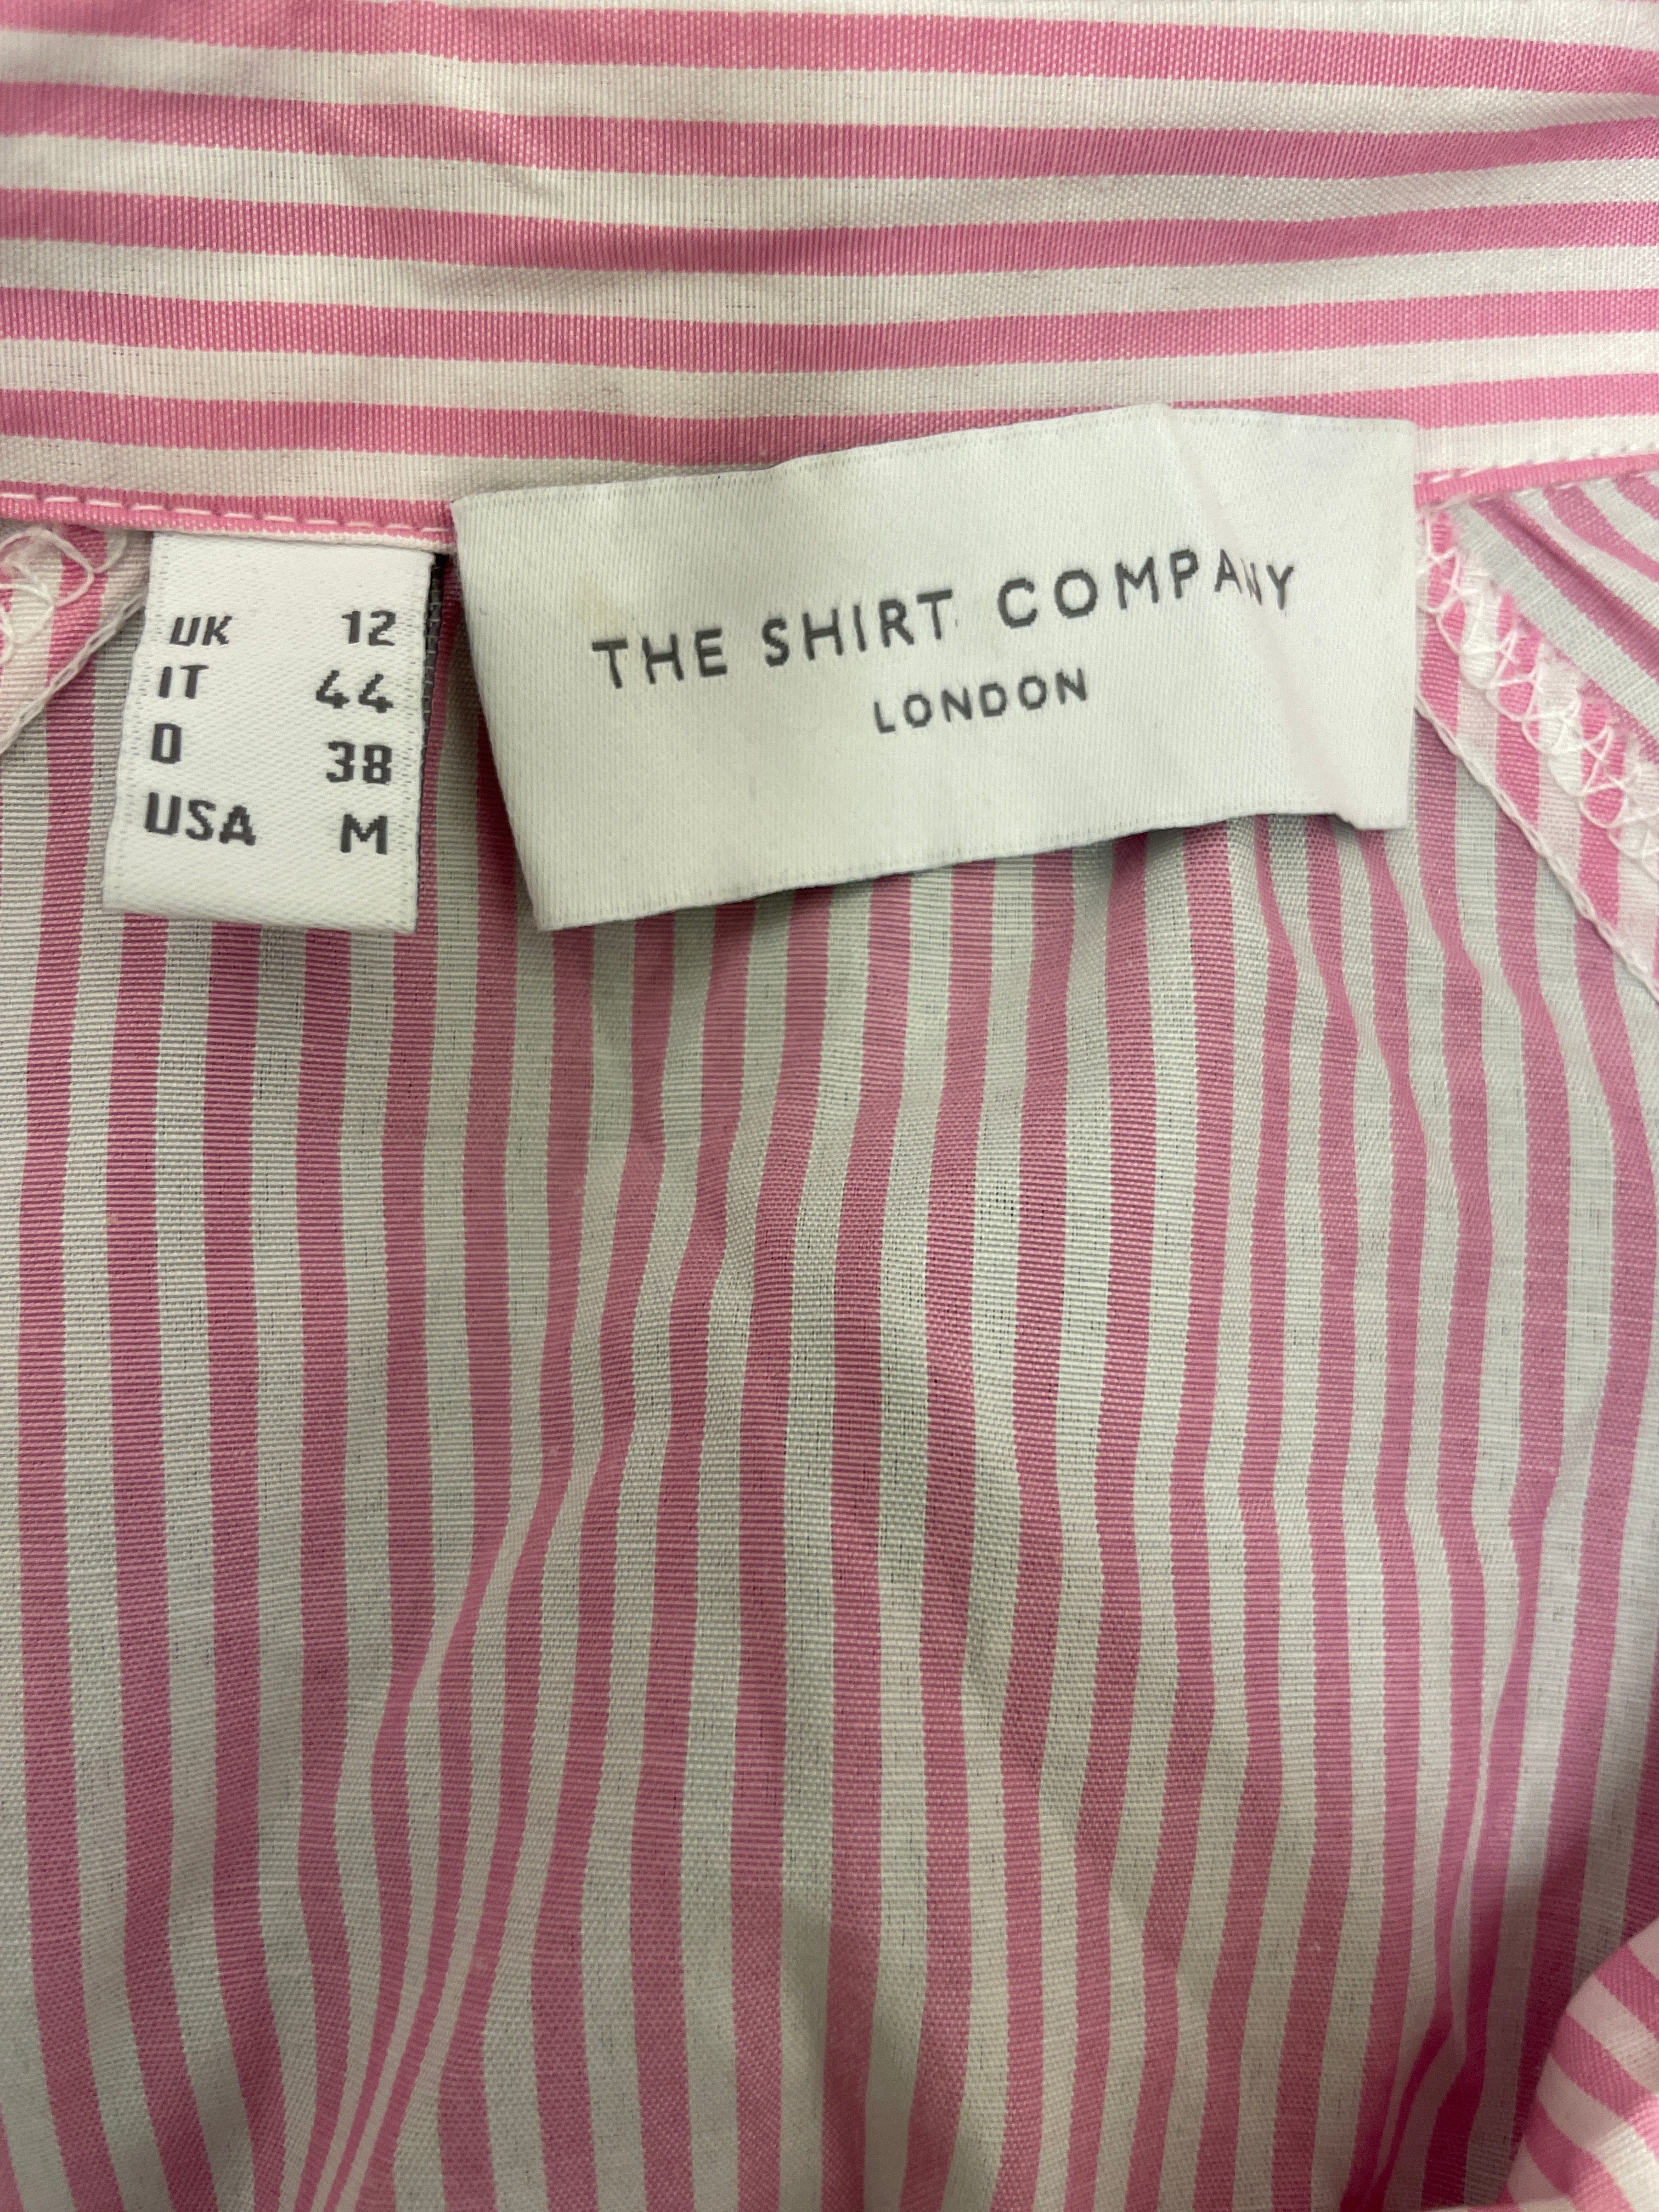 UK 12
IT 44
D 38
USA M
THE SHIRT COMPANY
LONDON